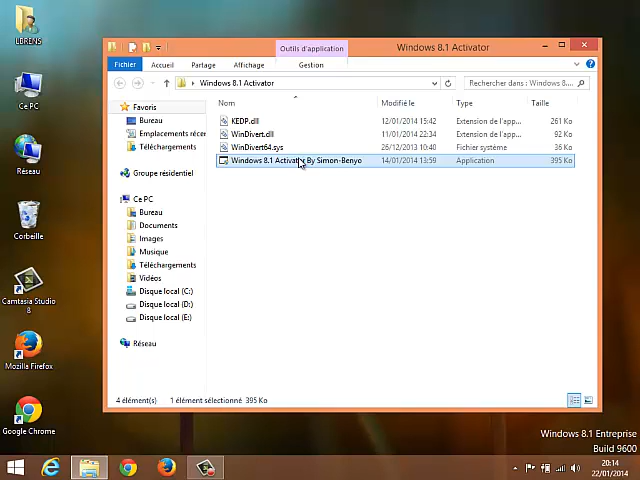 LORENS
Ce PC
Réseau
Corbeille
Camtasia Studio
8
Mozilla Firefox
Google Chrome
Outils d'application
Windows 8.1 Activator
Fichier
Accueil
Partage
Affichage
Gestion
Windows 8.1 Activator
Rechercher dans : Windows 8....
Favoris
Bureau
Emplacements récen
Téléchargements
Groupe résidentiel
Ce PC
Bureau
Documents
Images
Musique
Téléchargements
Vidéos
Disque local (C:)
Disque local (D:)
Disque local (E:)
Réseau
Nom Modifié le Type Taille
KEDP.dll 12/01/2014 15:42 Extension de l'app... 261 Ko
WinDivert.dll 11/01/2014 22:34 Extension de l'app... 92 Ko
WinDivert64.sys 26/12/2013 10:40 Fichier système 36 Ko
Windows 8.1 Activator By Simon-Benyo 14/01/2014 13:59 Application 395 Ko
4 élément(s) 1 élément sélectionné 395 Ko
Windows 8.1 Entreprise
Build 9600
20:14
22/01/2014